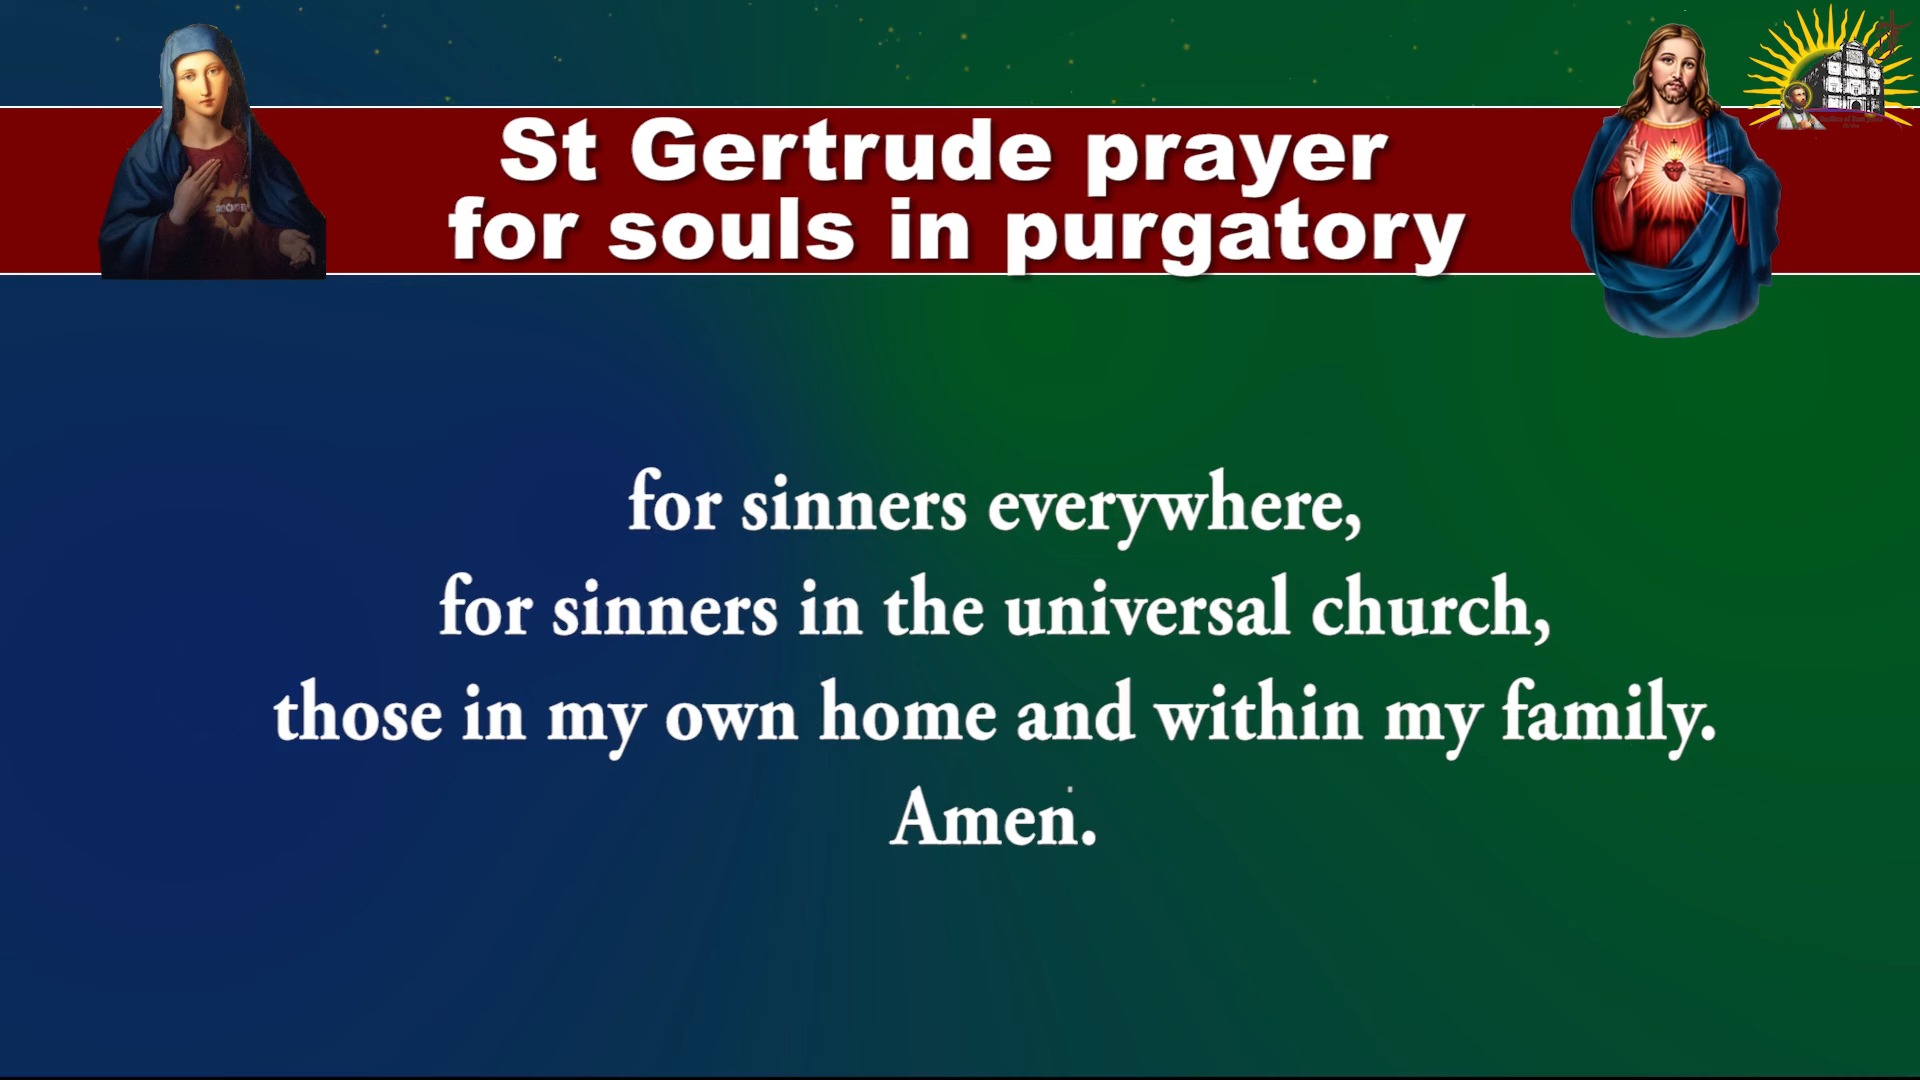 St Gertrude prayer
for souls in purgatory
for sinners everywhere,
for sinners in the universal church,
those in my own home and within my family.
Amen.